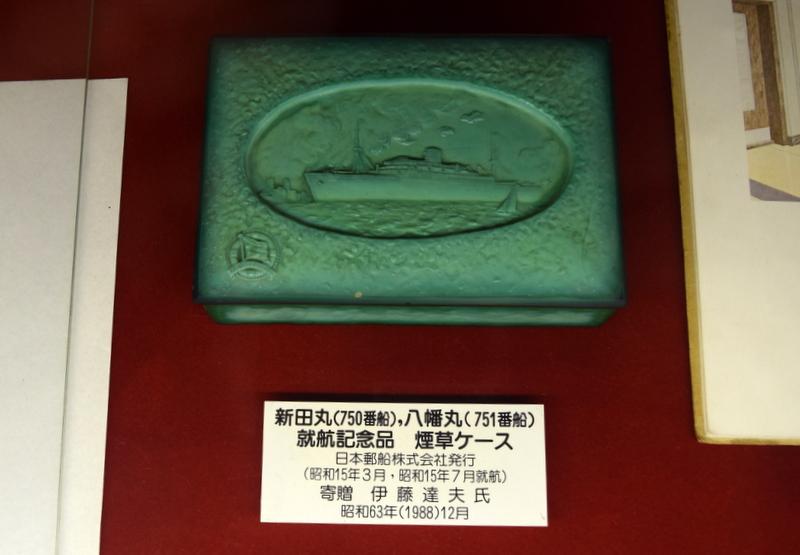 新田丸(750番船),八幡丸(751番船)
就航記念品　煙草ケース
日本郵船株式会社発行
(昭和15年3月，昭和15年7月就航)
寄贈　伊藤達夫氏
昭和63年(1988)12月